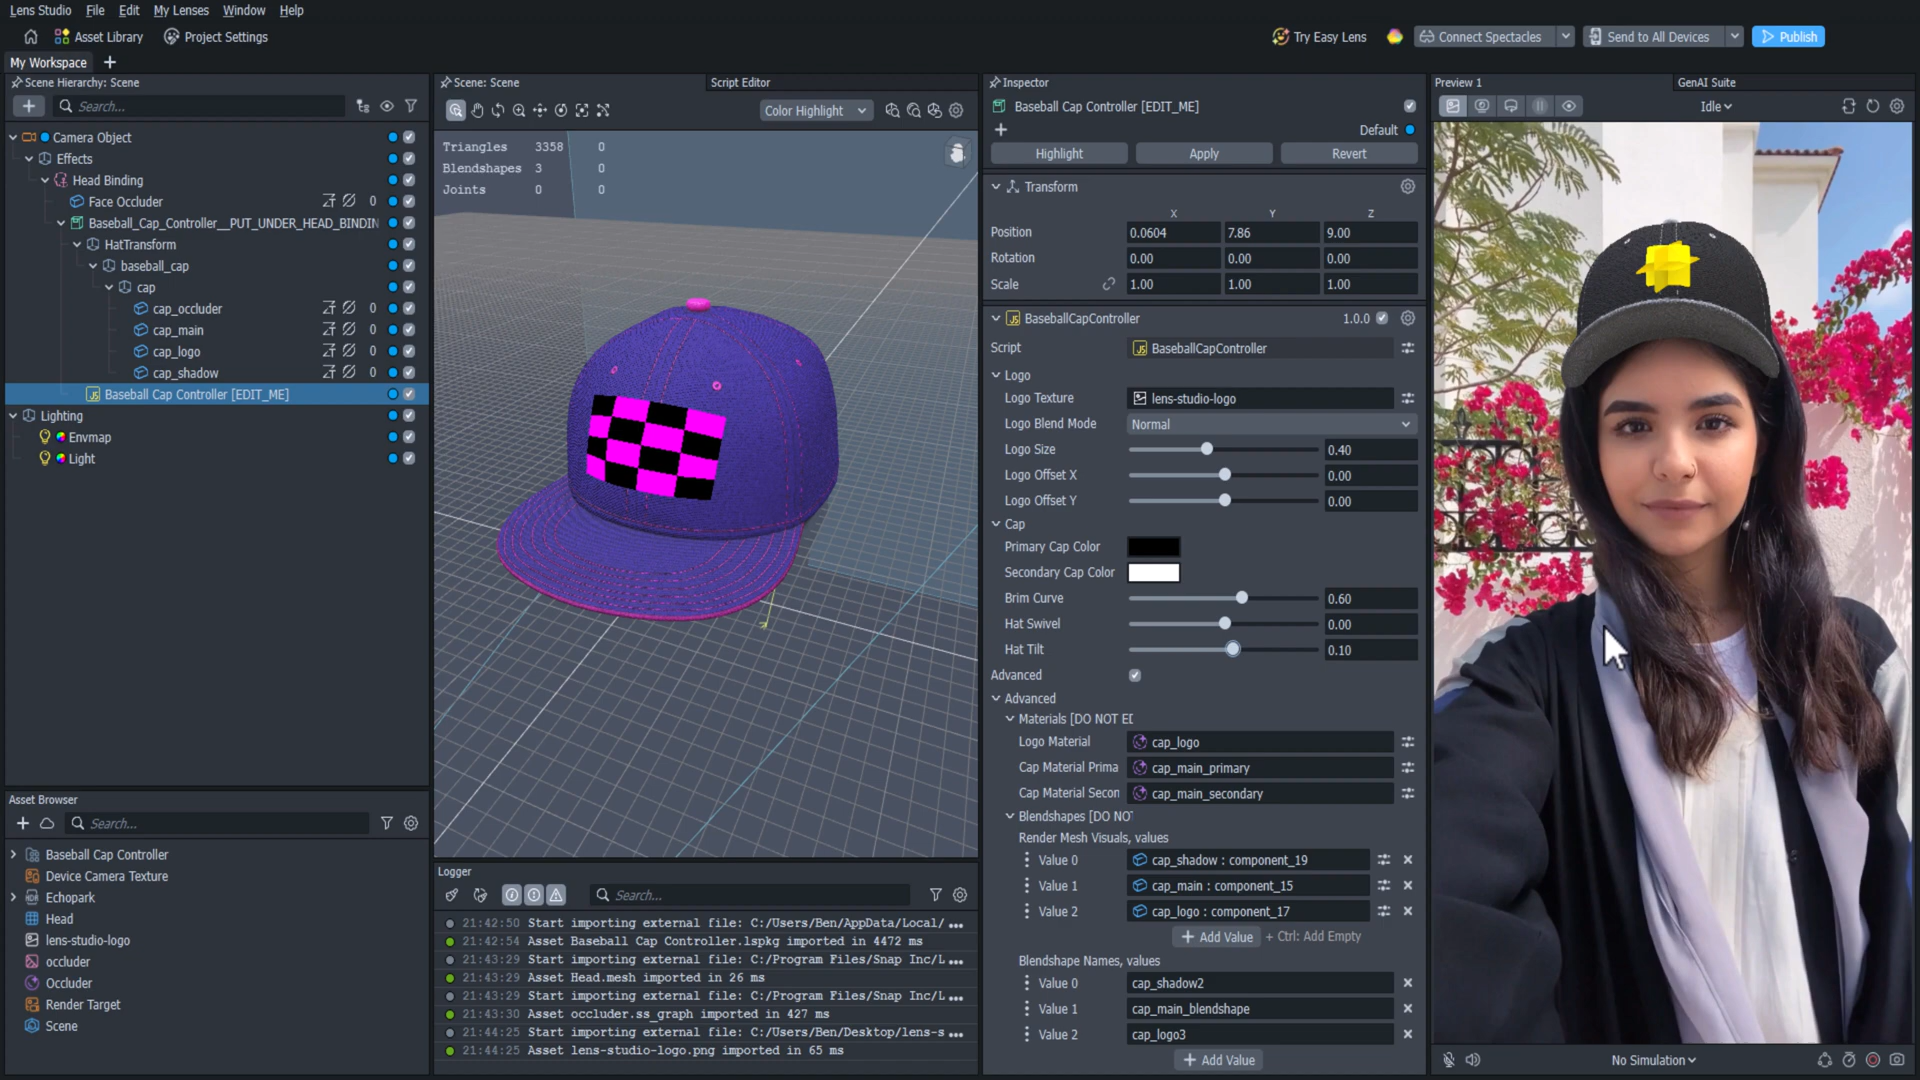 Lens Studio File Edit My Lenses Window Help
Asset Library Project Settings
Try Easy Lens Connect Spectacles Send to All Devices Publish
My Workspace
Scene Hierarchy: Scene
Search...
Camera Object
Effects
Head Binding
Face Occluder 0
Baseball_Cap_Controller__PUT_UNDER_HEAD_BINDIN
HatTransform
baseball_cap
cap
cap_occluder 0
cap_main 0
cap_logo 0
cap_shadow 0
Baseball Cap Controller [EDIT_ME]
Lighting
Envmap
Light
Asset Browser
Search...
Baseball Cap Controller
Device Camera Texture
Echopark
Head
lens-studio-logo
occluder
Occluder
Render Target
Scene
Scene: Scene Script Editor
Color Highlight
Triangles 3358 0
Blendshapes 3 0
Joints 0 0
Logger
Search...
21:42:50 Start importing external file: C:/Users/Ben/AppData/Local/ ...
21:42:54 Asset Baseball Cap Controller.lspkg imported in 4472 ms
21:43:29 Start importing external file: C:/Program Files/Snap Inc/L ...
21:43:29 Asset Head.mesh imported in 26 ms
21:43:29 Start importing external file: C:/Program Files/Snap Inc/L ...
21:43:30 Asset occluder.ss_graph imported in 427 ms
21:44:25 Start importing external file: C:/Users/Ben/Desktop/lens-s ...
21:44:25 Asset lens-studio-logo.png imported in 65 ms
Inspector
Baseball Cap Controller [EDIT_ME]
Default
Highlight Apply Revert
Transform
X Y Z
Position 0.0604 7.86 9.00
Rotation 0.00 0.00 0.00
Scale 1.00 1.00 1.00
BaseballCapController 1.0.0
Script BaseballCapController
Logo
Logo Texture lens-studio-logo
Logo Blend Mode Normal
Logo Size 0.40
Logo Offset X 0.00
Logo Offset Y 0.00
Cap
Primary Cap Color
Secondary Cap Color
Brim Curve 0.60
Hat Swivel 0.00
Hat Tilt 0.10
Advanced
Advanced
Materials [DO NOT EI
Logo Material cap_logo
Cap Material Prima cap_main_primary
Cap Material Secon cap_main_secondary
Blendshapes [DO NO
Render Mesh Visuals, values
Value 0 cap_shadow : component_19
Value 1 cap_main : component_15
Value 2 cap_logo : component_17
Add Value + Ctrl: Add Empty
Blendshape Names, values
Value 0 cap_shadow2
Value 1 cap_main_blendshape
Value 2 cap_logo3
Add Value
Preview 1 GenAI Suite
Idle
No Simulation